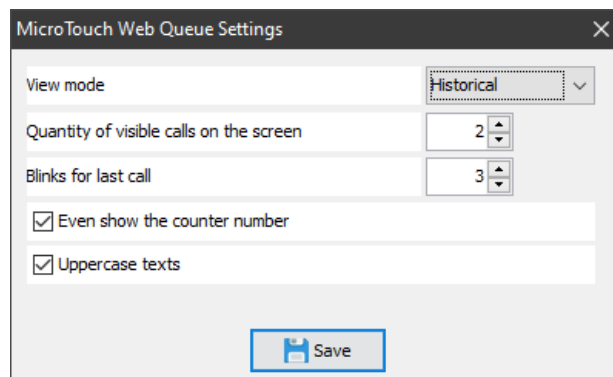 MicroTouch Web Queue Settings
View mode Historical
Quantity of visible calls on the screen 2
Blinks for last call 3
Even show the counter number
Uppercase texts
Save